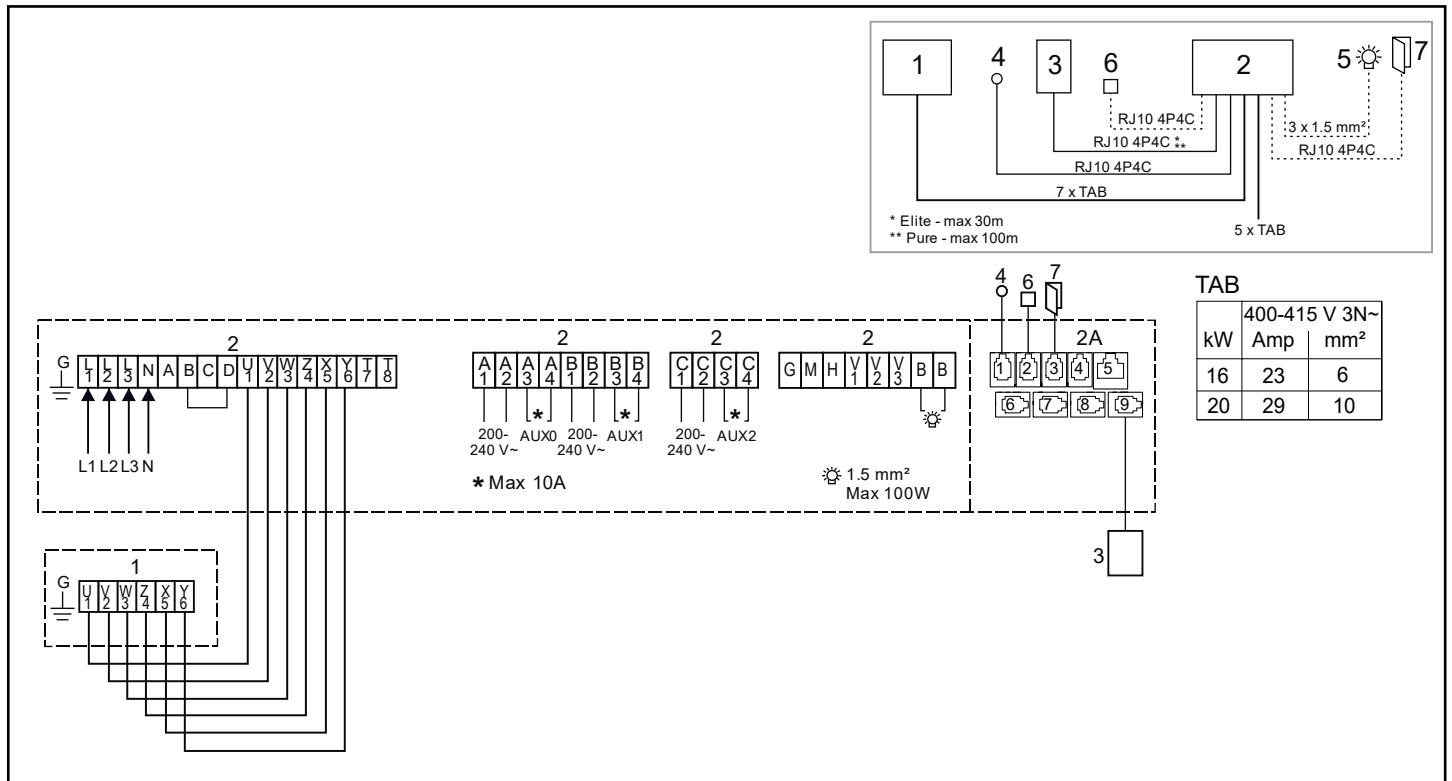 1 4 3 6 2 5 7
RJ10 4P4C
3 x 1.5 mm²
RJ10 4P4C * **
RJ10 4P4C
RJ10 4P4C
7 x TAB
5 x TAB
* Elite - max 30m
** Pure - max 100m
4 6 7
TAB
400-415 V 3N~
kW Amp mm²
16 23 6
20 29 10
2 2 2 2 2A
G L1 L2 L3 N A B C D U1 V2 W3 Z4 X5 Y6 T7 T8
A1 A2 A3 A4 B1 B2 B3 B4
C1 C2 C3 C4
G M H V1 V2 V3 B B
1 2 3 4 5
6 7 8 9
L1 L2 L3 N
200-240 V~
* AUX0
200-240 V~
* AUX1
200-240 V~
* AUX2
* Max 10A
1.5 mm²
Max 100W
3
1
G U1 V2 W3 Z4 X5 Y6